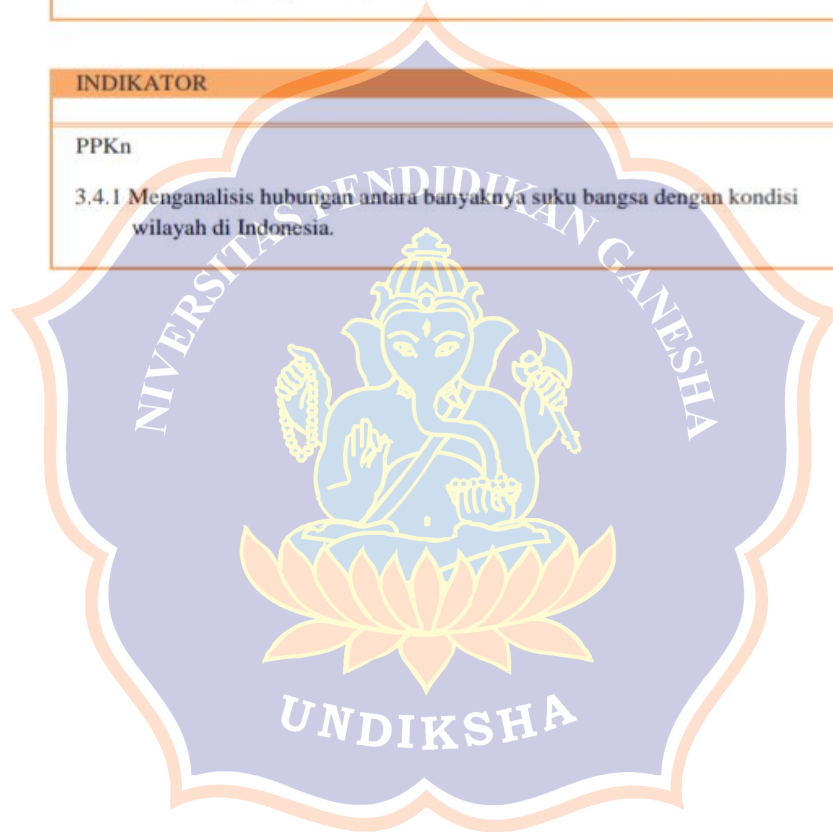 INDIKATOR
PPKn
3.4.1 Menganalisis hubungan antara banyaknya suku bangsa dengan kondisi
wilayah di Indonesia.
NIVERSITAS PENDIDIKAN GANESHA
UNDIKSHA